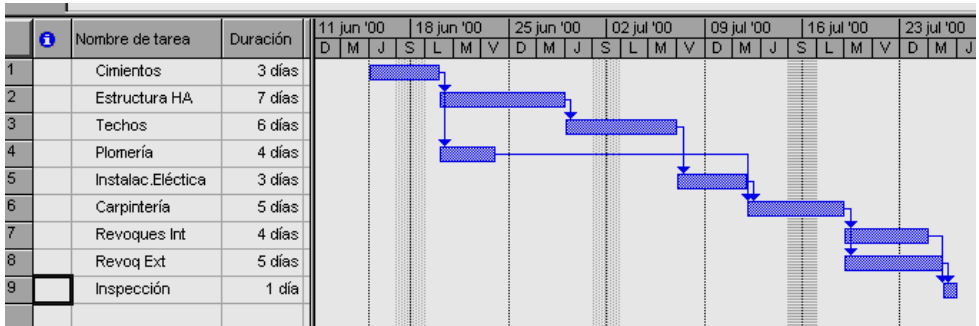 11 jun '00 18 jun '00 25 jun '00 02 jul '00 09 jul '00 16 jul '00 23 jul '00
Nombre de tarea Duración D M J S L M V D M J S L M V D M J S L M V D M J
1 Cimientos 3 días
2 Estructura HA 7 días
3 Techos 6 días
4 Plomería 4 días
5 Instalac.Eléctica 3 días
6 Carpintería 5 días
7 Revoques Int 4 días
8 Revoq Ext 5 días
9 Inspección 1 día